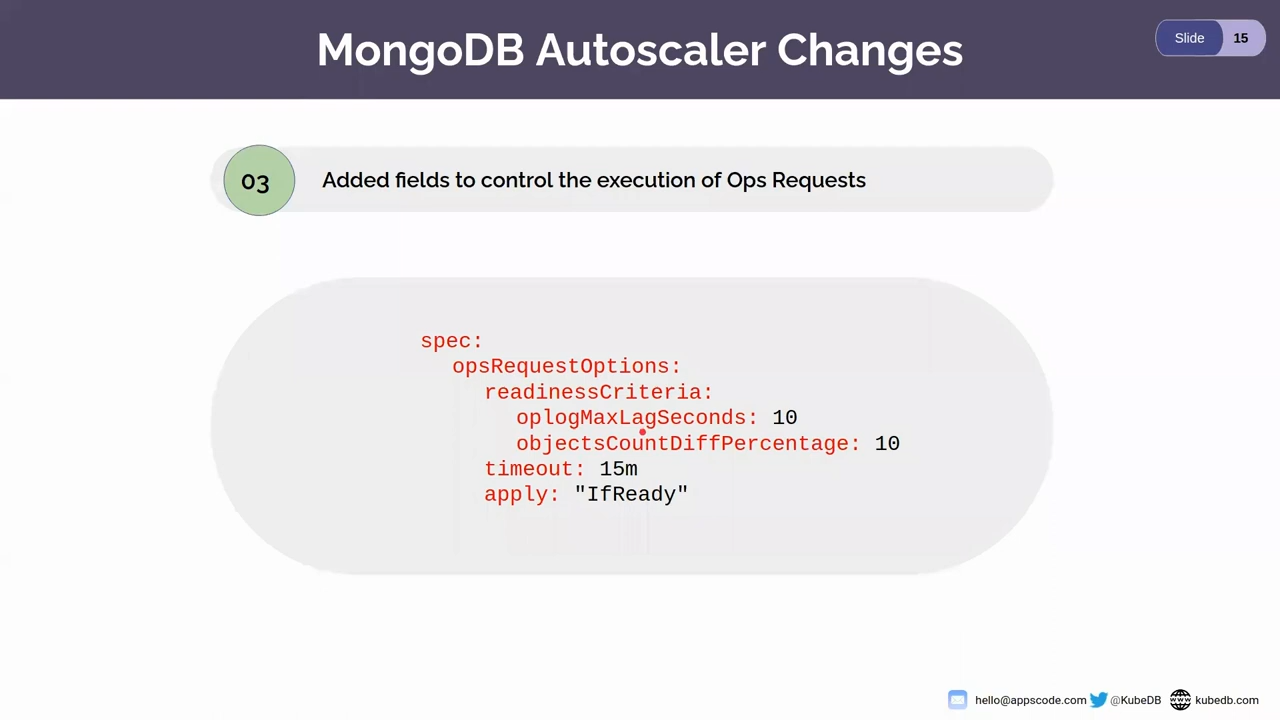 MongoDB Autoscaler Changes
Slide 15
03 Added fields to control the execution of Ops Requests
spec:
opsRequestOptions:
readinessCriteria:
oplogMaxLagSeconds: 10
objectsCountDiffPercentage: 10
timeout: 15m
apply: "IfReady"
hello@appscode.com @KubeDB kubedb.com